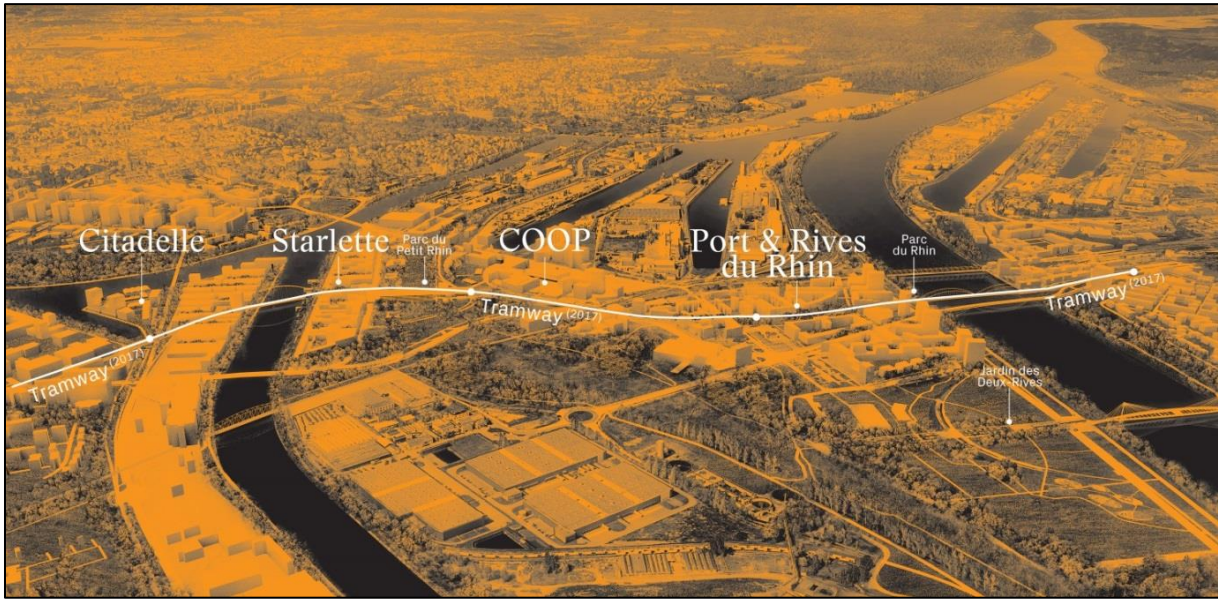 Citadelle
Starlette
Parc du
Petit Rhin
COOP
Port & Rives
du Rhin
Parc
du Rhin
Tramway (2017)
Tramway (2017)
Tramway (2017)
Jardin des
Deux-Rives